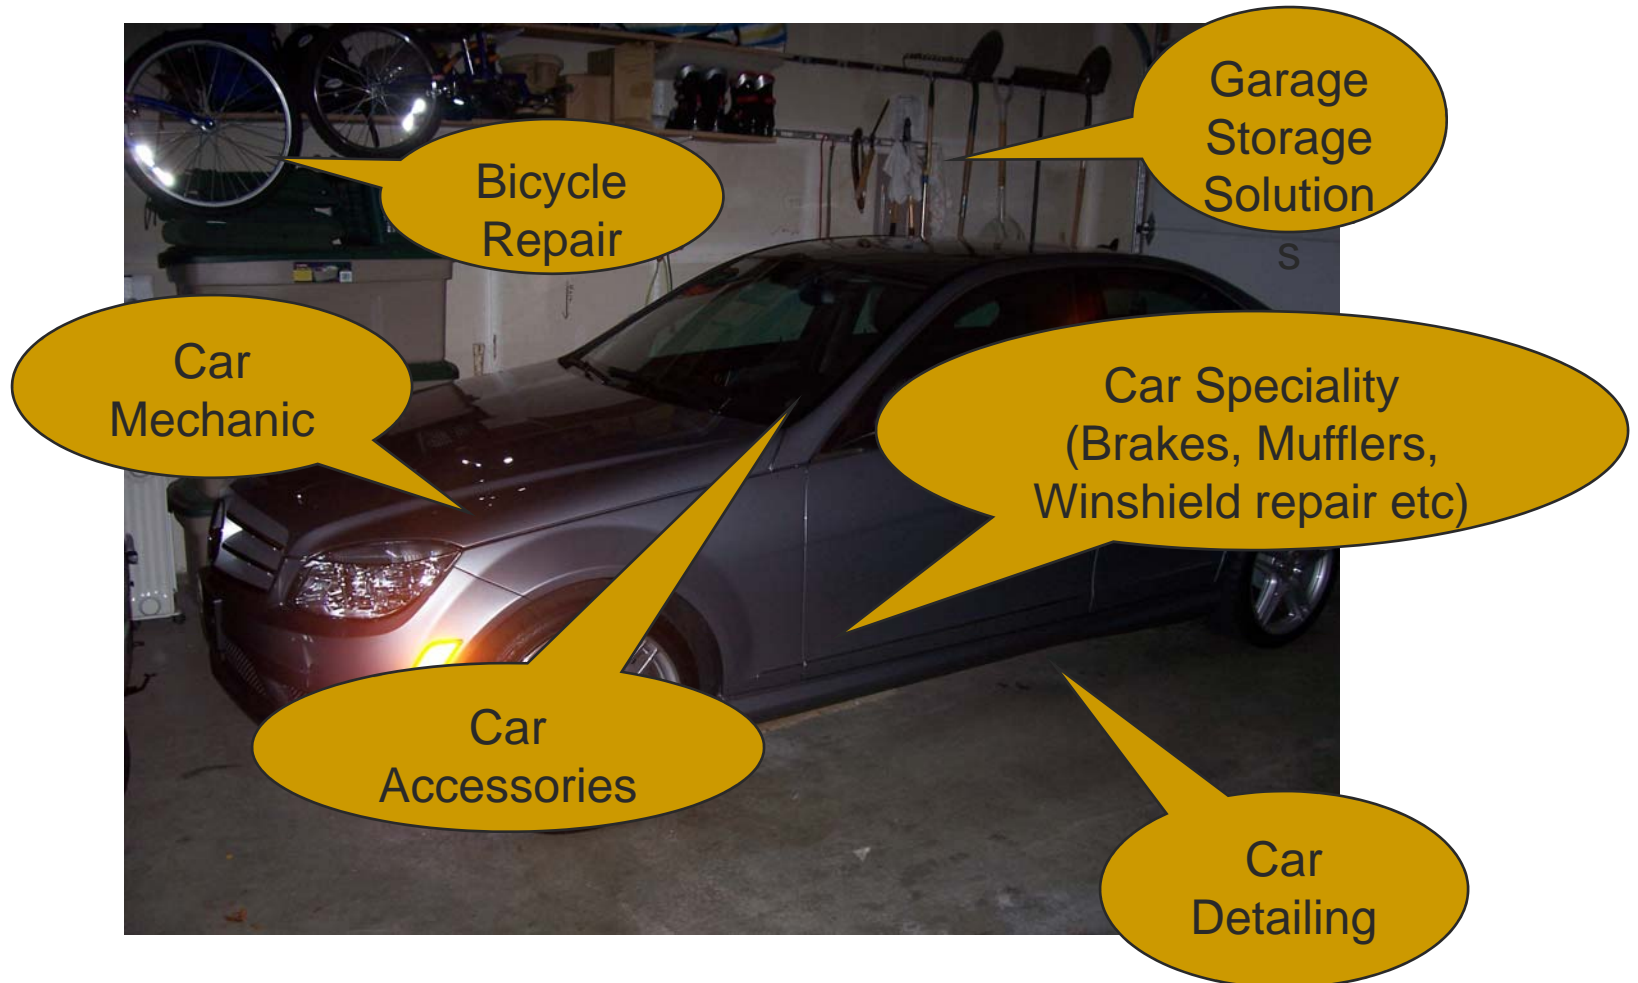 Garage
Storage
Solution
s
Bicycle
Repair
Car
Mechanic
Car Speciality
(Brakes, Mufflers,
Winshield repair etc)
Car
Accessories
Car
Detailing